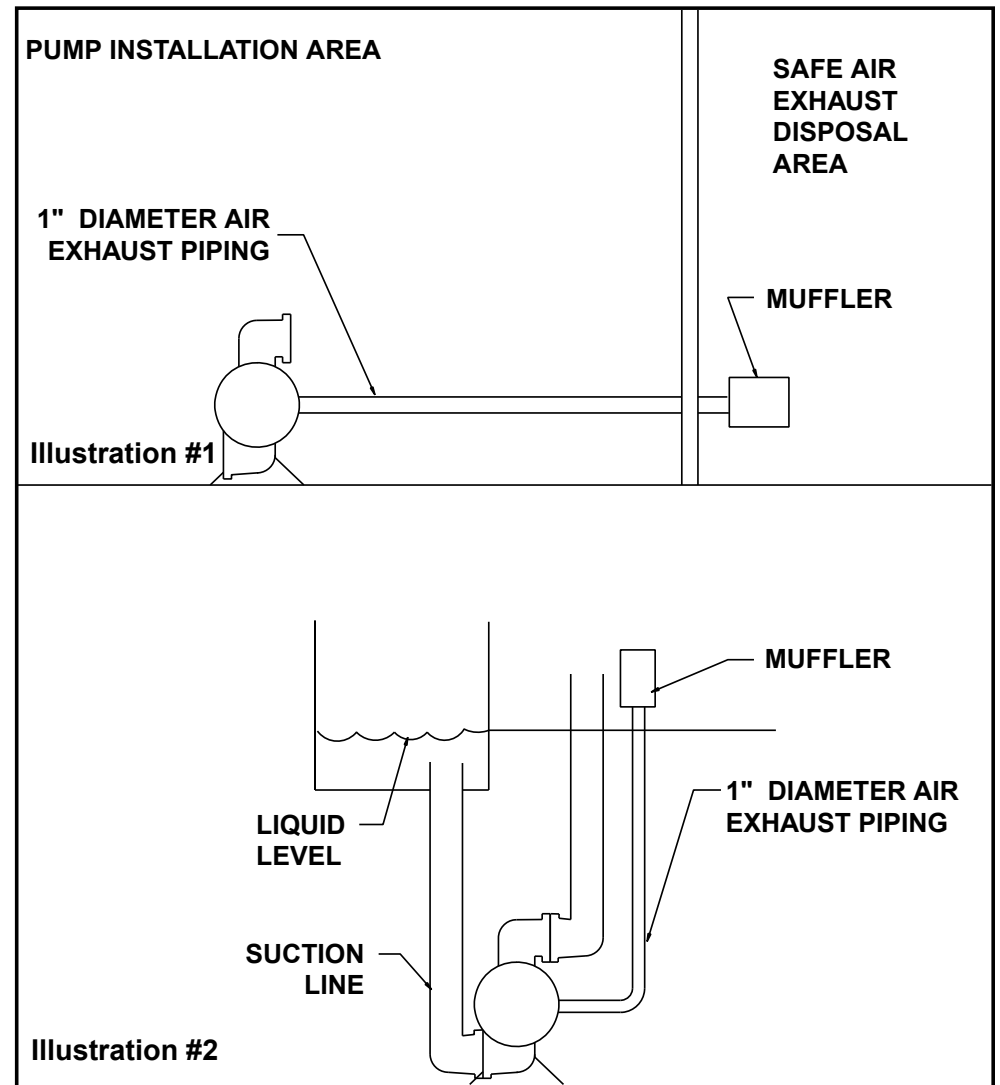 PUMP INSTALLATION AREA
SAFE AIR
EXHAUST
DISPOSAL
AREA
1" DIAMETER AIR
EXHAUST PIPING
MUFFLER
Illustration #1
MUFFLER
1" DIAMETER AIR
EXHAUST PIPING
LIQUID
LEVEL
SUCTION
LINE
Illustration #2